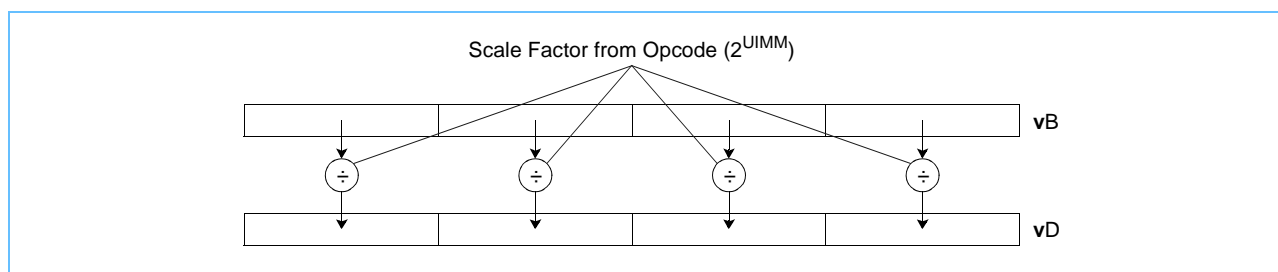 Scale Factor from Opcode (2^UIMM)
vB
÷ ÷ ÷ ÷
vD